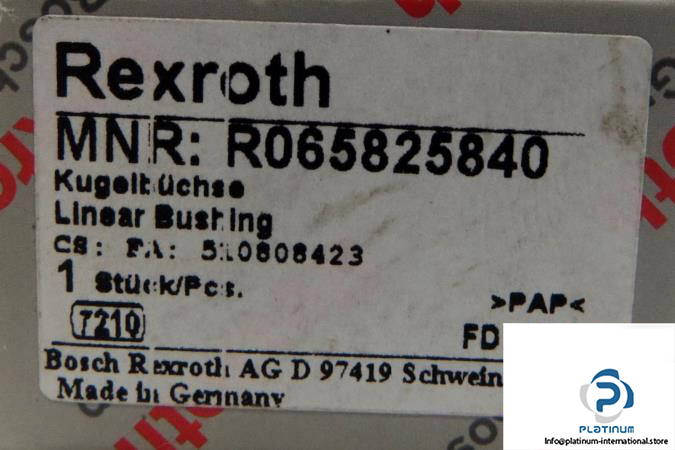 Rexroth
MNR: R065825840
Kugelbüchse
Linear Bushing
CS: FA: 510808423
1 Stück/Pcs.
>PAP<
7210
FD
Bosch Rexroth AG D 97419 Schwein
Made in Germany
PLATINUM
Info@platinum-international.store